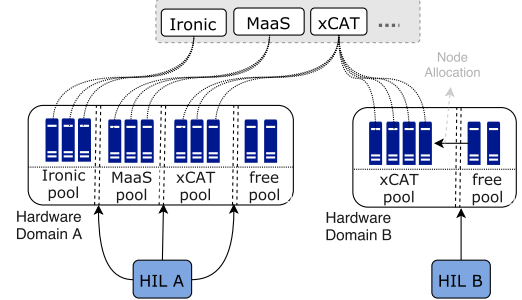 Ironic MaaS xCAT ....
Node
Allocation
Ironic
pool
MaaS
pool
xCAT
pool
free
pool
xCAT
pool
free
pool
Hardware
Domain A
Hardware
Domain B
HIL A
HIL B